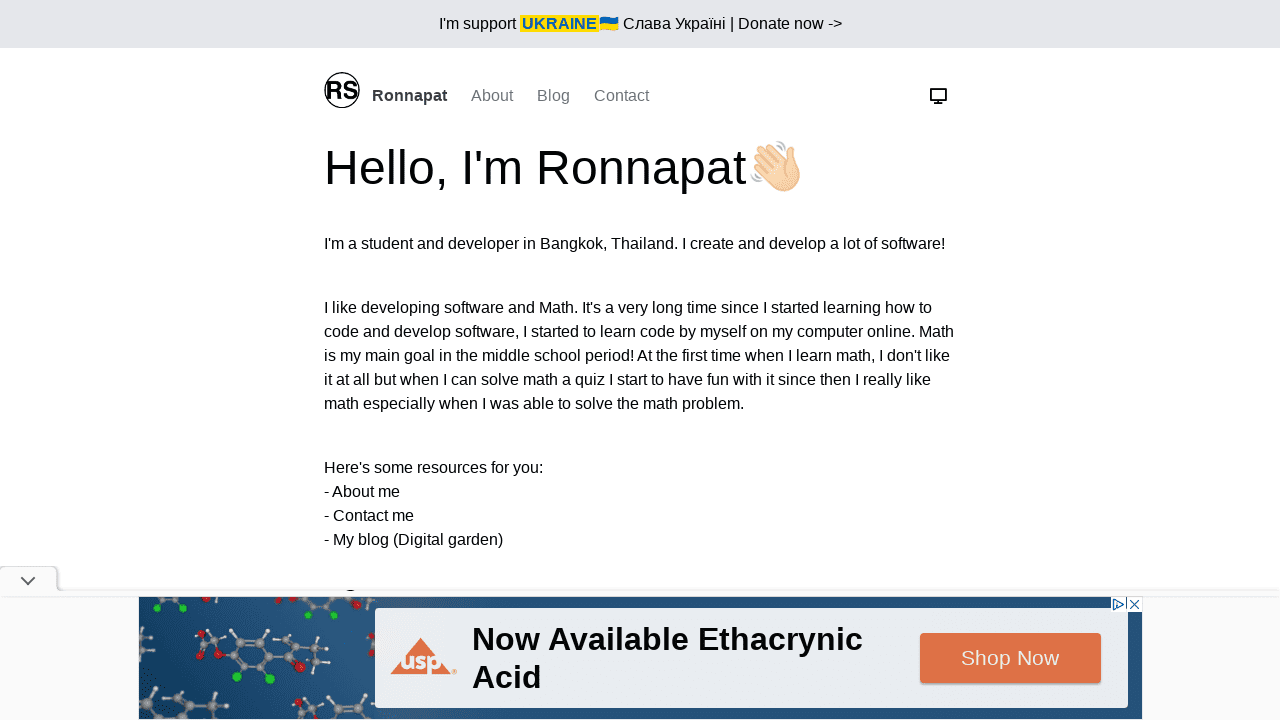 I'm support UKRAINE🇺🇦 Слава Україні | Donate now ->
RS Ronnapat About Blog Contact
Hello, I'm Ronnapat👋🏻
I'm a student and developer in Bangkok, Thailand. I create and develop a lot of software!
I like developing software and Math. It's a very long time since I started learning how to
code and develop software, I started to learn code by myself on my computer online. Math
is my main goal in the middle school period! At the first time when I learn math, I don't like
it at all but when I can solve math a quiz I start to have fun with it since then I really like
math especially when I was able to solve the math problem.
Here's some resources for you:
- About me
- Contact me
- My blog (Digital garden)
usp
Now Available Ethacrynic
Acid
Shop Now